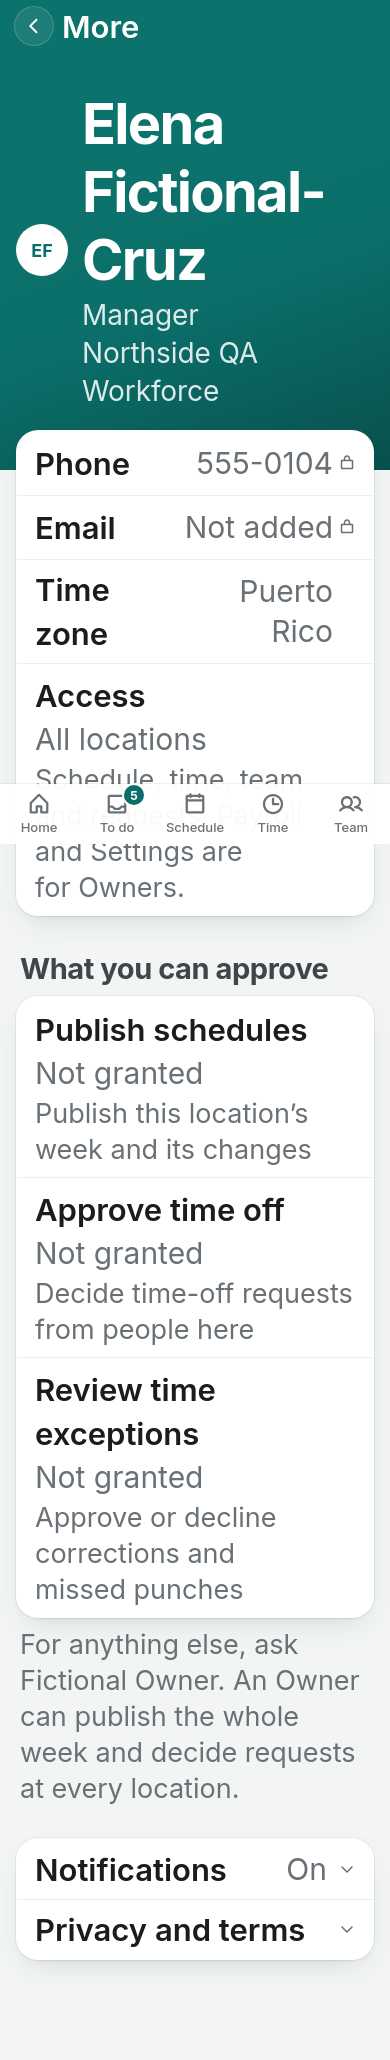 More
Elena
Fictional-
Cruz
EF
Manager
Northside QA
Workforce
Phone 555-0104
Email Not added
Time zone Puerto Rico
Access
All locations
Schedule, time, team,
and Settings are
for Owners.
5
Home To do Schedule Time Team
What you can approve
Publish schedules
Not granted
Publish this location’s
week and its changes
Approve time off
Not granted
Decide time-off requests
from people here
Review time
exceptions
Not granted
Approve or decline
corrections and
missed punches
For anything else, ask
Fictional Owner. An Owner
can publish the whole
week and decide requests
at every location.
Notifications On
Privacy and terms